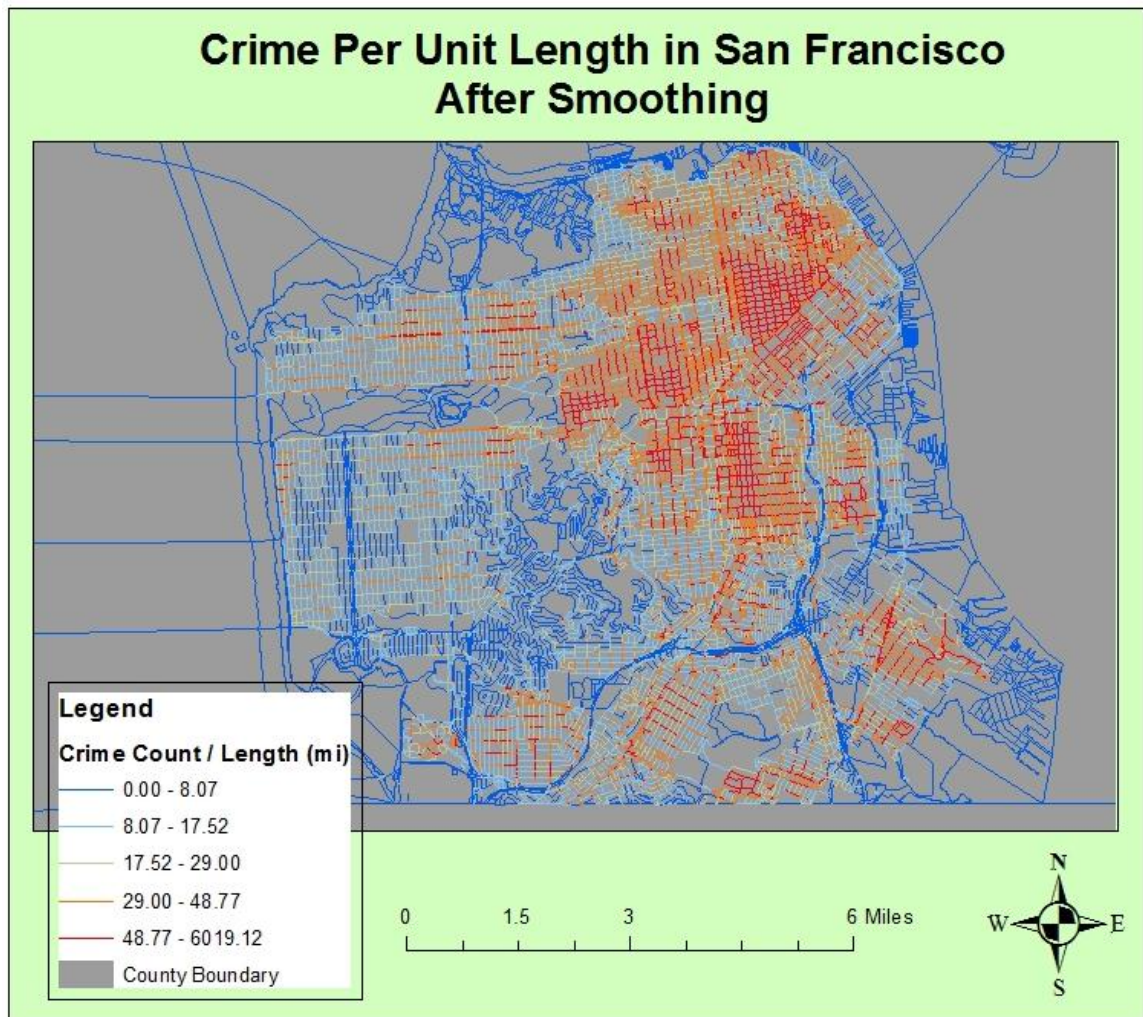 Crime Per Unit Length in San Francisco
After Smoothing
Legend
Crime Count / Length (mi)
0.00 - 8.07
8.07 - 17.52
17.52 - 29.00
29.00 - 48.77
48.77 - 6019.12
County Boundary
0 1.5 3 6 Miles
N
W E
S